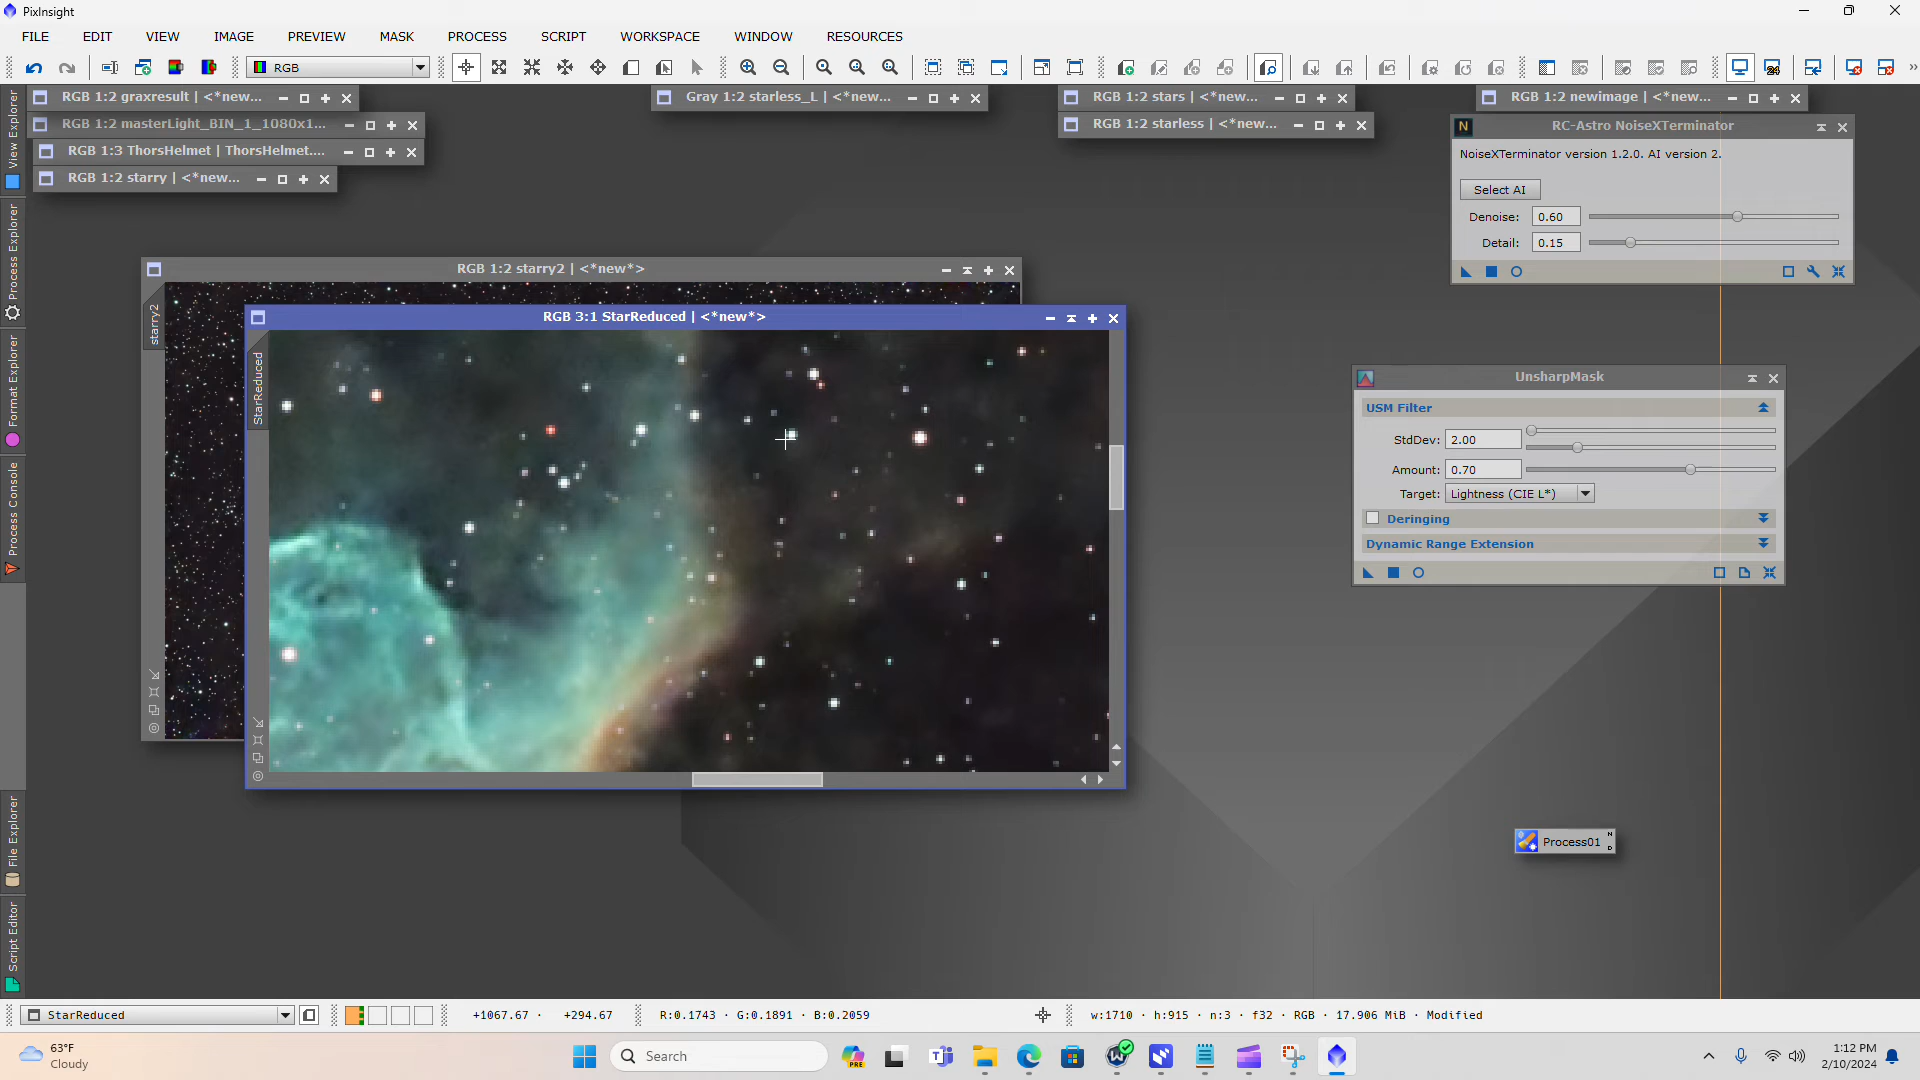 PixInsight
FILE EDIT VIEW IMAGE PREVIEW MASK PROCESS SCRIPT WORKSPACE WINDOW RESOURCES
RGB
24
RGB 1:2 graxresult | <*new...
Gray 1:2 starless_L | <*new...
RGB 1:2 stars | <*new...
RGB 1:2 newimage | <*new...
RGB 1:2 masterLight_BIN_1_1080x1...
RGB 1:2 starless | <*new...
RGB 1:3 ThorsHelmet | ThorsHelmet....
RGB 1:2 starry | <*new...
View Explorer
Process Explorer
Format Explorer
Process Console
File Explorer
Script Editor
N RC-Astro NoiseXTerminator
NoiseXTerminator version 1.2.0. AI version 2.
Select AI
Denoise: 0.60
Detail: 0.15
RGB 1:2 starry2 | <*new*>
starry2
RGB 3:1 StarReduced | <*new*>
StarReduced
UnsharpMask
USM Filter
StdDev: 2.00
Amount: 0.70
Target: Lightness (CIE L*)
Deringing
Dynamic Range Extension
Process01
N
D
StarReduced
+1067.67 · +294.67
R:0.1743 · G:0.1891 · B:0.2059
w:1710 · h:915 · n:3 · f32 · RGB · 17.906 MiB · Modified
63°F
Cloudy
Search
PRE
1:12 PM
2/10/2024